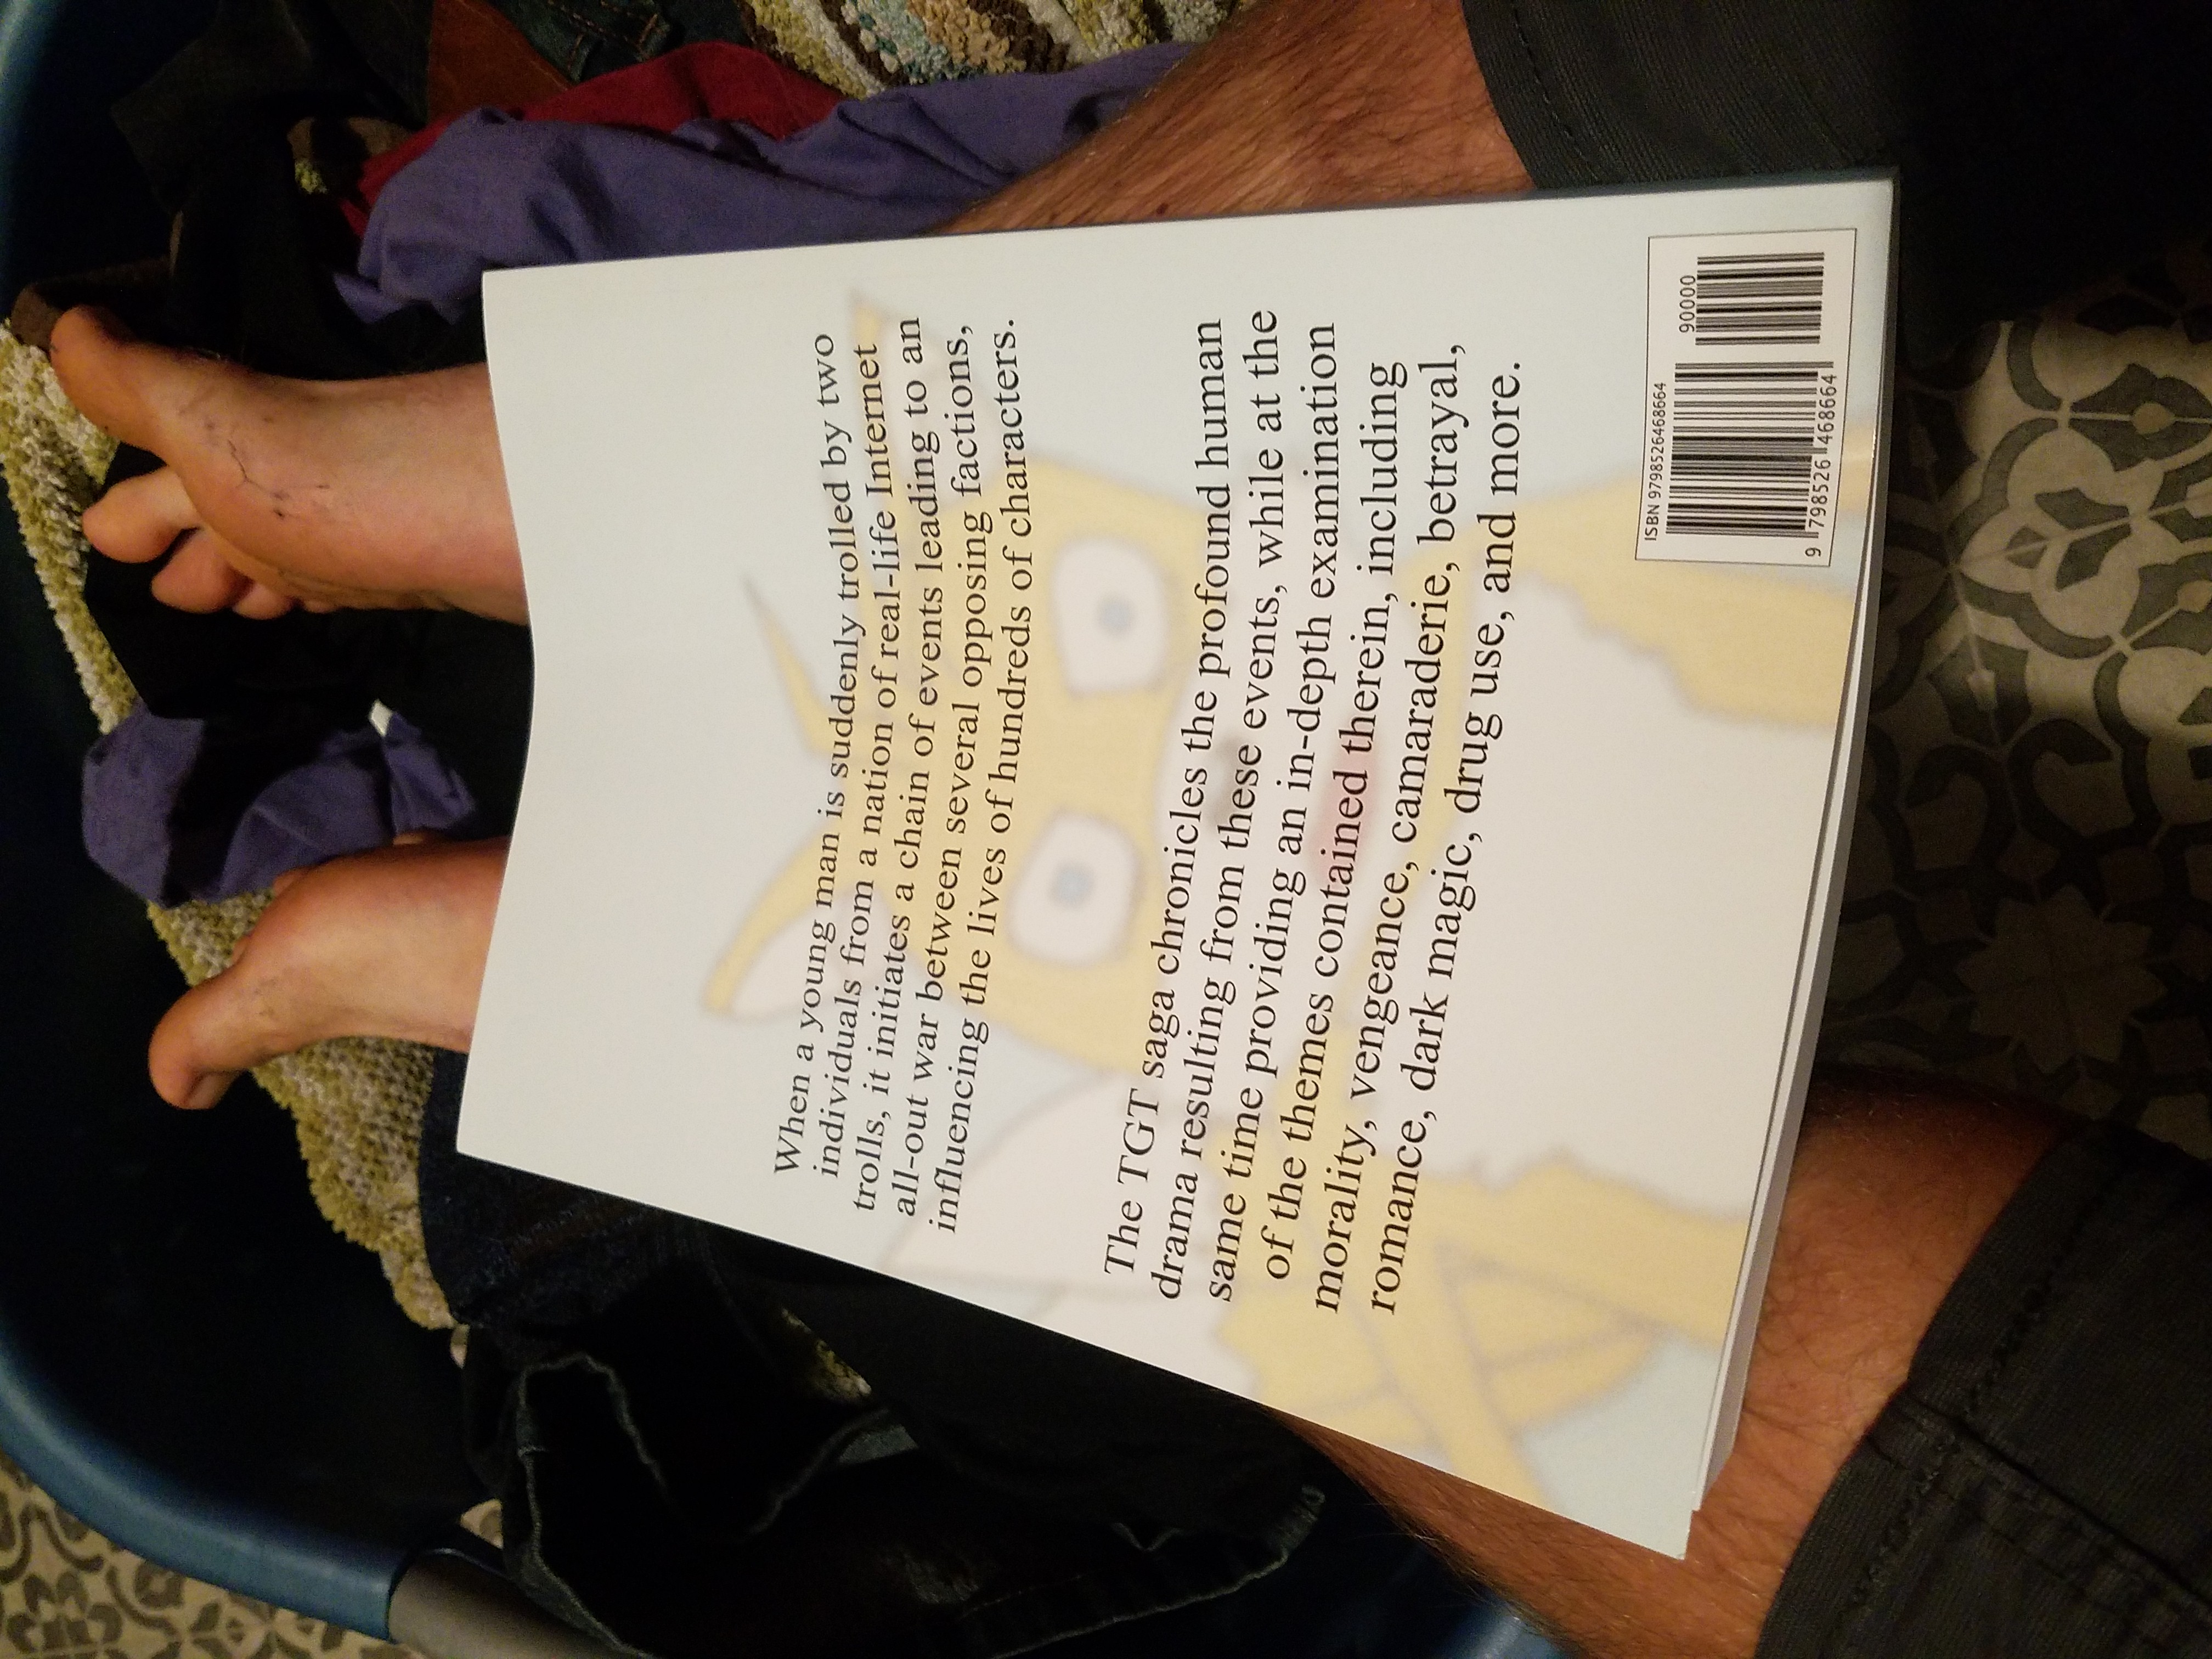 When a young man is suddenly trolled by two
individuals from a nation of real-life Internet
trolls, it initiates a chain of events leading to an
all-out war between several opposing factions,
influencing the lives of hundreds of characters.
The TGT saga chronicles the profound human
drama resulting from these events, while at the
same time providing an in-depth examination
of the themes contained therein, including
morality, vengeance, camaraderie, betrayal,
romance, dark magic, drug use, and more.
ISBN 9798526468664
90000
9 798526 468664